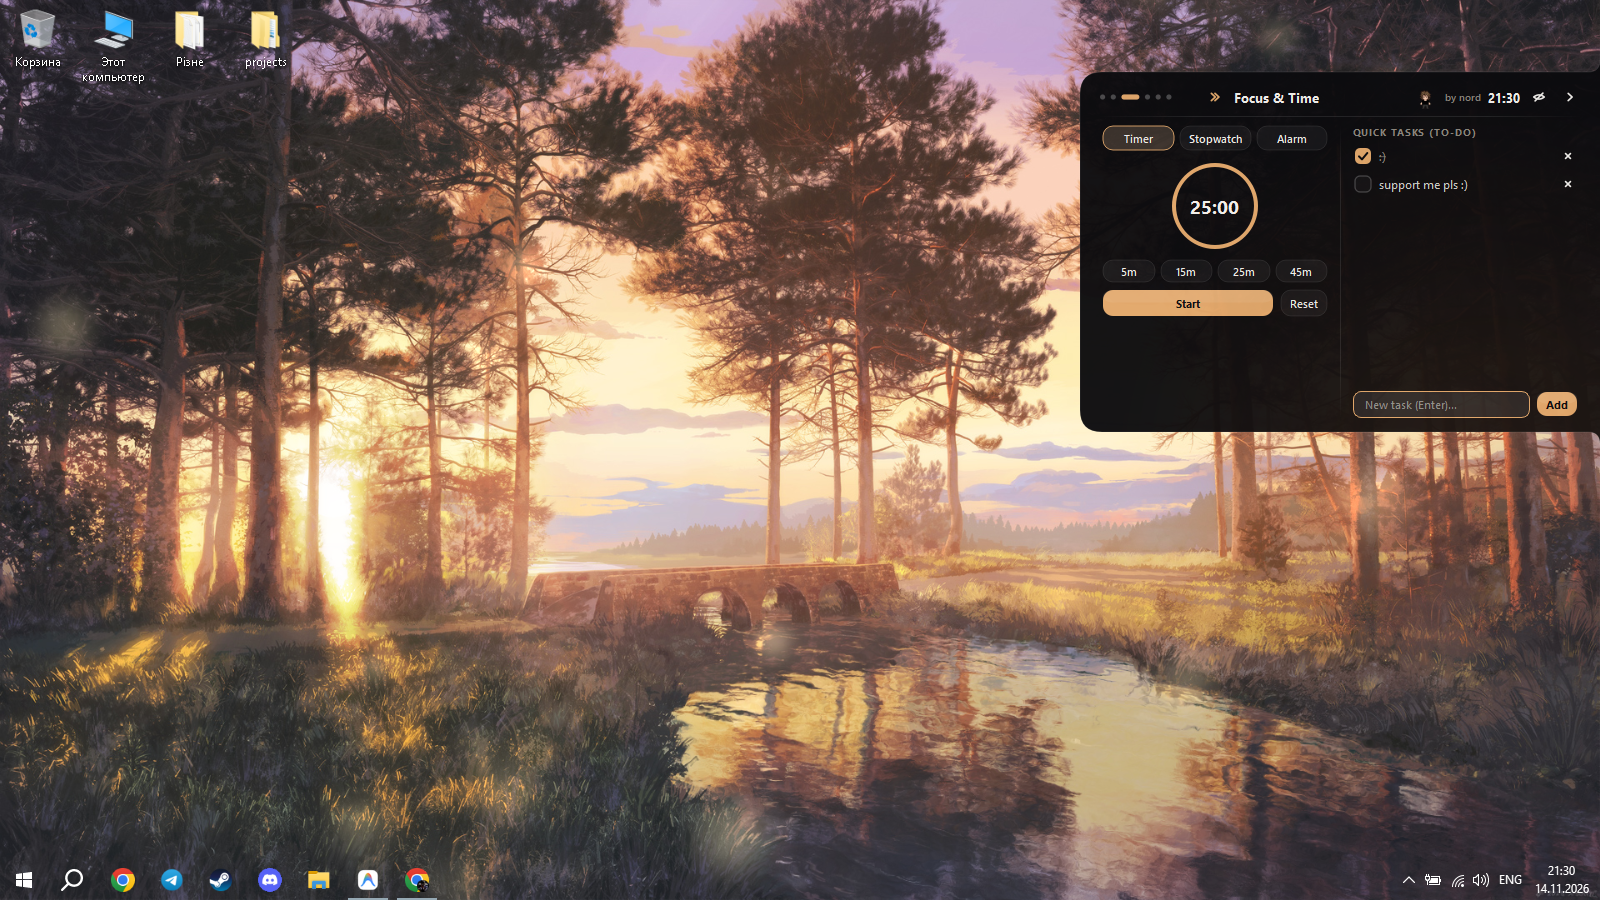 Корзина
Этот
компьютер
Різне
projects
Focus & Time
by nord
21:30
Timer
Stopwatch
Alarm
25:00
5m
15m
25m
45m
Start
Reset
QUICK TASKS (TO-DO)
:)
support me pls :)
New task (Enter)...
Add
ENG
21:30
14.11.2026